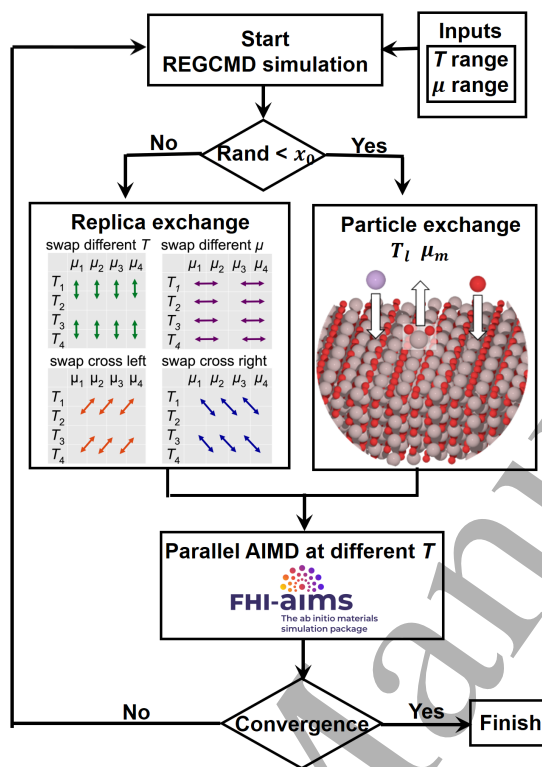 Start
REGCMD simulation
Inputs
T range
μ range
No
Rand < x₀
Yes
Replica exchange
swap different T
μ₁ μ₂ μ₃ μ₄
T₁
T₂
T₃
T₄
swap different μ
μ₁ μ₂ μ₃ μ₄
T₁
T₂
T₃
T₄
swap cross left
μ₁ μ₂ μ₃ μ₄
T₁
T₂
T₃
T₄
swap cross right
μ₁ μ₂ μ₃ μ₄
T₁
T₂
T₃
T₄
Particle exchange
Tₗ μₘ
Parallel AIMD at different T
FHI-aims
The ab initio materials
simulation package
No
Convergence
Yes
Finish